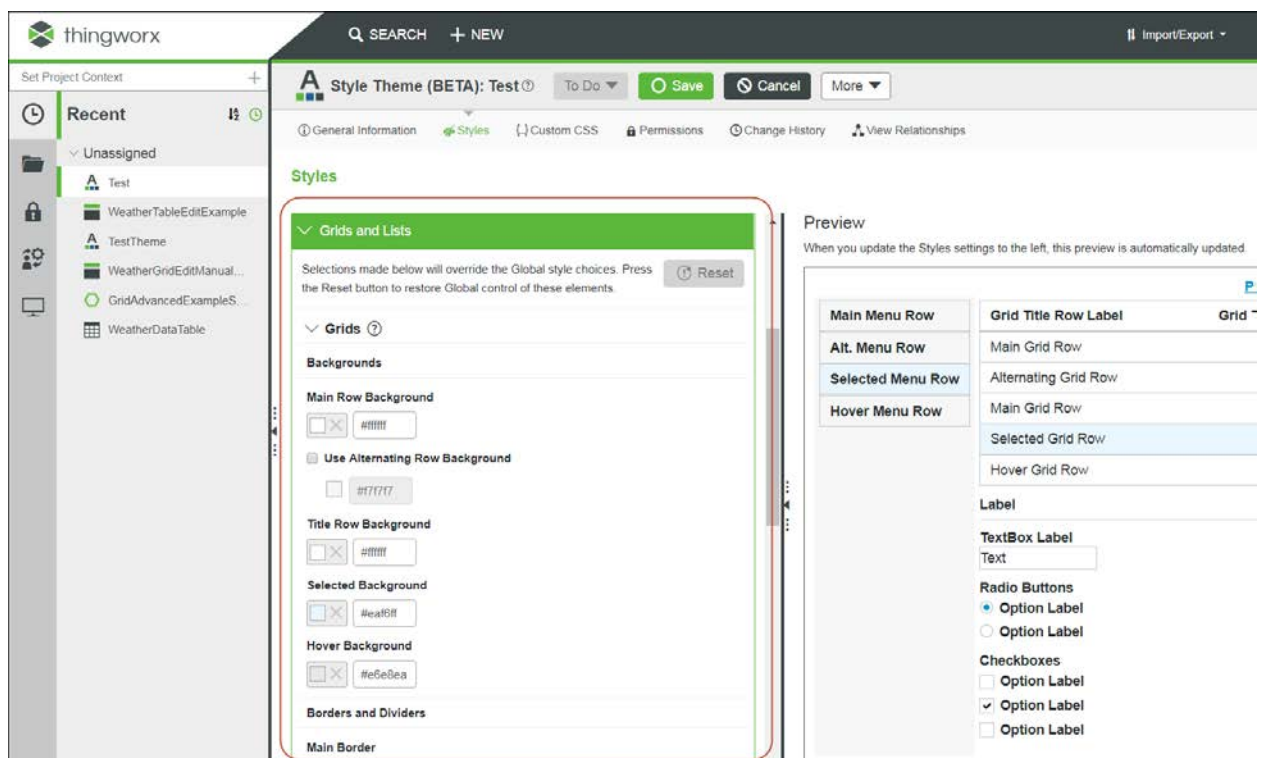 thingworx
SEARCH + NEW
Import/Export
Set Project Context +
Style Theme (BETA): Test
To Do
Save
Cancel
More
Recent
General Information
Styles
Custom CSS
Permissions
Change History
View Relationships
Unassigned
Test
WeatherTableEditExample
TestTheme
WeatherGridEditManual...
GridAdvancedExampleS...
WeatherDataTable
Styles
Grids and Lists
Selections made below will override the Global style choices. Press
the Reset button to restore Global control of these elements.
Reset
Grids
Backgrounds
Main Row Background
#ffffff
Use Alternating Row Background
#f7f7f7
Title Row Background
#ffffff
Selected Background
#eaf6ff
Hover Background
#e6e8ea
Borders and Dividers
Main Border
Preview
When you update the Styles settings to the left, this preview is automatically updated.
Main Menu Row
Alt. Menu Row
Selected Menu Row
Hover Menu Row
Grid Title Row Label
Grid
Main Grid Row
Alternating Grid Row
Main Grid Row
Selected Grid Row
Hover Grid Row
Label
TextBox Label
Text
Radio Buttons
Option Label
Option Label
Checkboxes
Option Label
Option Label
Option Label